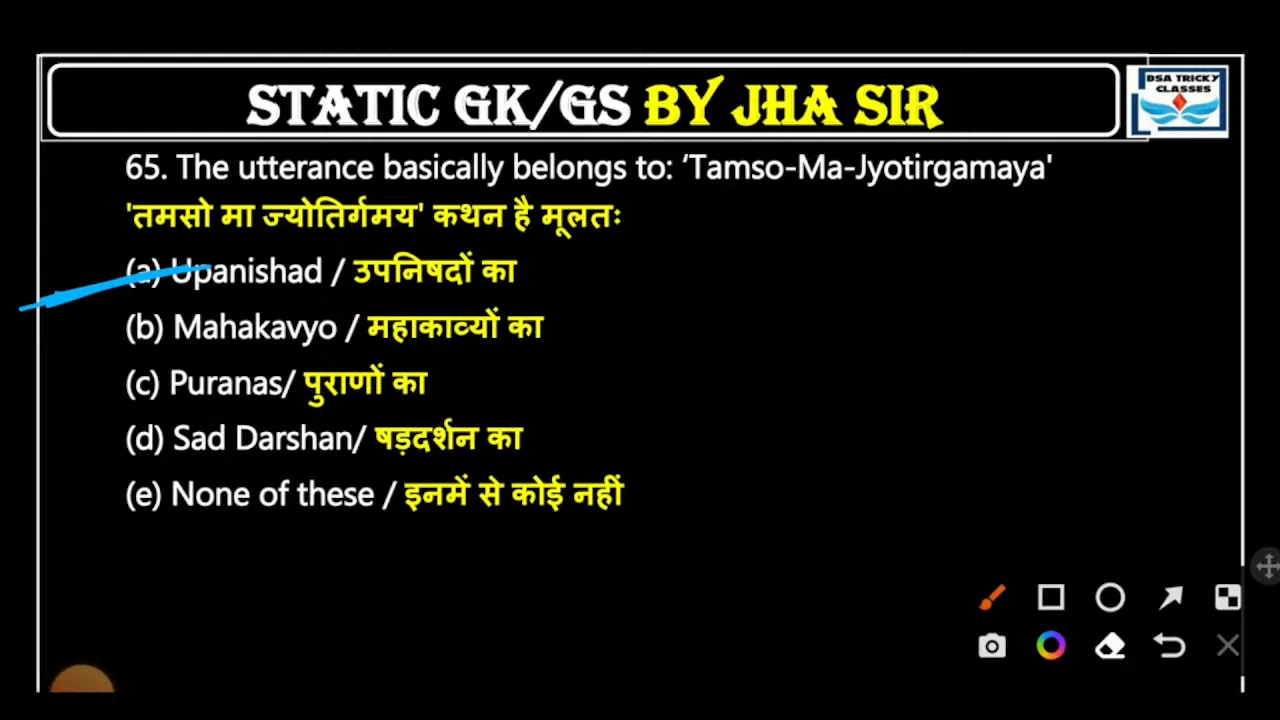 STATIC GK/GS BY JHA SIR
DSA TRICKY
CLASSES
65. The utterance basically belongs to: ‘Tamso-Ma-Jyotirgamaya'
'तमसो मा ज्योतिर्गमय' कथन है मूलतः
(a) Upanishad / उपनिषदों का
(b) Mahakavyo / महाकाव्यों का
(c) Puranas/ पुराणों का
(d) Sad Darshan/ षड़दर्शन का
(e) None of these / इनमें से कोई नहीं